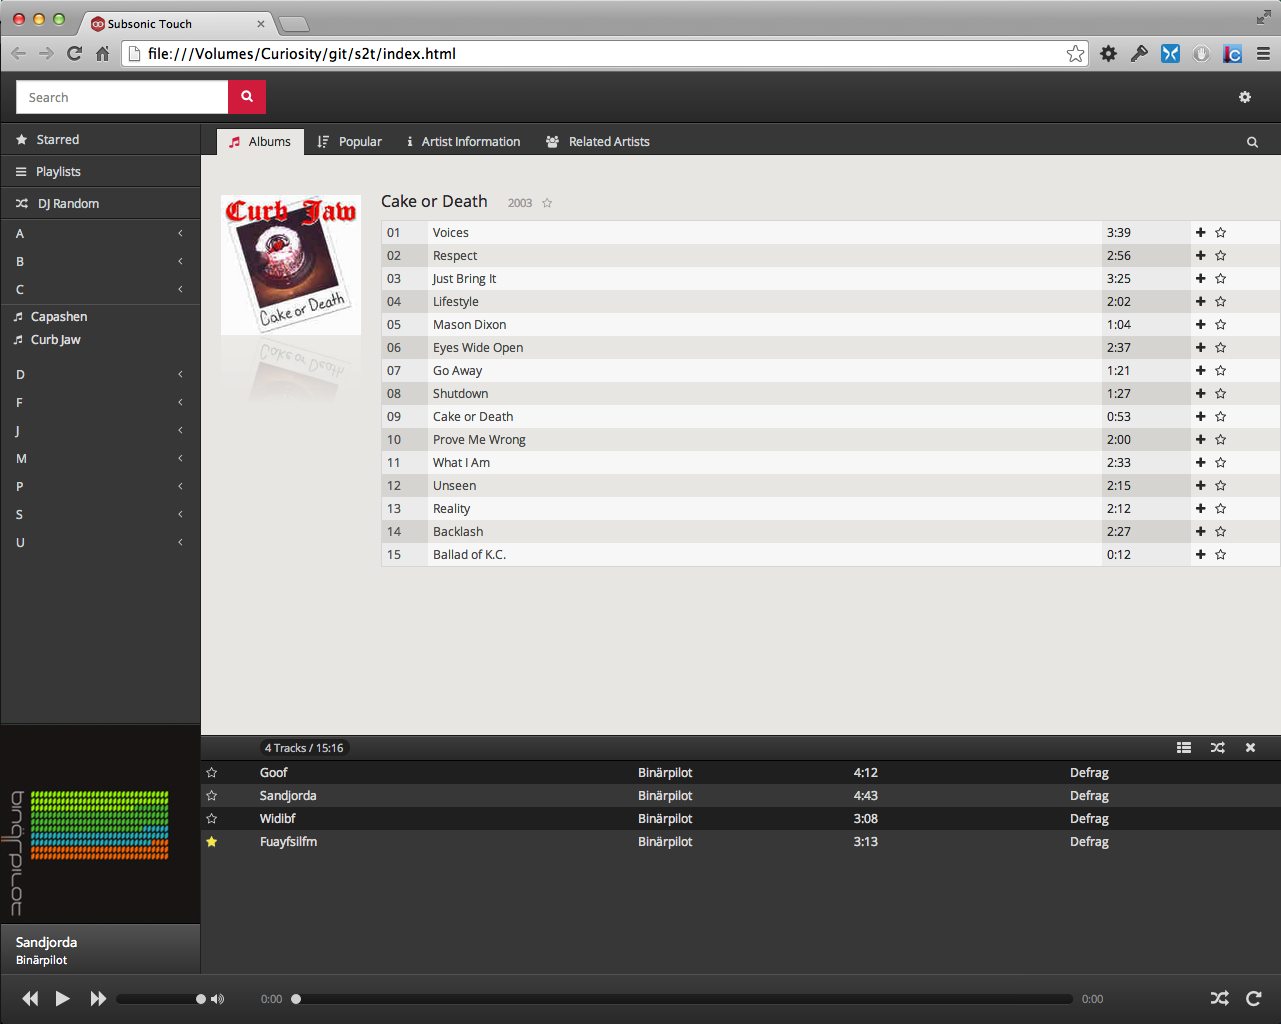 Subsonic Touch
file:///Volumes/Curiosity/git/s2t/index.html
Search
Starred
Playlists
DJ Random
A
B
C
Capashen
Curb Jaw
D
F
J
M
P
S
U
Albums Popular Artist Information Related Artists
Curb Jaw
Cake or Death
Cake or Death 2003
01 Voices 3:39
02 Respect 2:56
03 Just Bring It 3:25
04 Lifestyle 2:02
05 Mason Dixon 1:04
06 Eyes Wide Open 2:37
07 Go Away 1:21
08 Shutdown 1:27
09 Cake or Death 0:53
10 Prove Me Wrong 2:00
11 What I Am 2:33
12 Unseen 2:15
13 Reality 2:12
14 Backlash 2:27
15 Ballad of K.C. 0:12
4 Tracks / 15:16
Goof Binärpilot 4:12 Defrag
Sandjorda Binärpilot 4:43 Defrag
Widibf Binärpilot 3:08 Defrag
Fuayfsilfm Binärpilot 3:13 Defrag
binärpilot
Sandjorda
Binärpilot
0:00 0:00